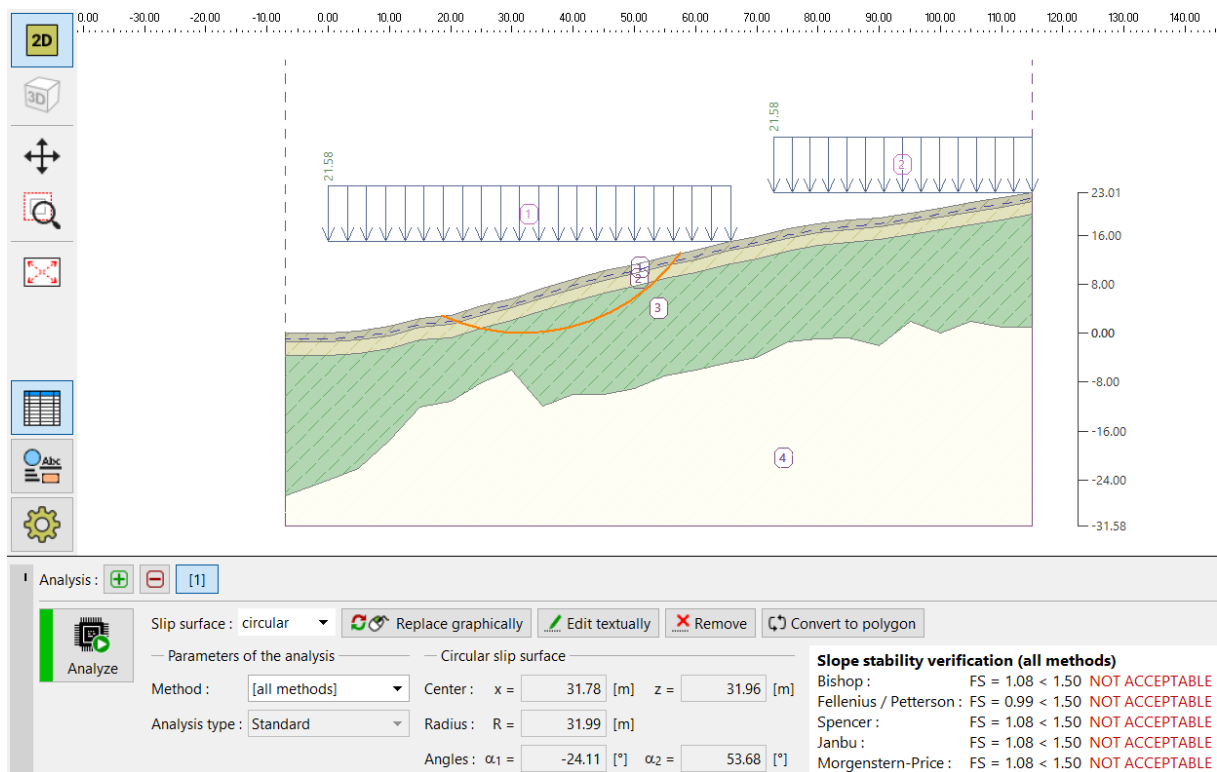 0.00 -30.00 -20.00 -10.00 0.00 10.00 20.00 30.00 40.00 50.00 60.00 70.00 80.00 90.00 100.00 110.00 120.00 130.00 140.00
2D
3D
21.58
21.58
2
1
23.01
16.00
1
2
8.00
3
0.00
-8.00
-16.00
4
-24.00
-31.58
Abc
Analysis : [1]
Analyze
Slip surface : circular Replace graphically Edit textually Remove Convert to polygon
Parameters of the analysis Circular slip surface
Method : [all methods] Center : x = 31.78 [m] z = 31.96 [m]
Analysis type : Standard Radius : R = 31.99 [m]
Angles : α1 = -24.11 [°] α2 = 53.68 [°]
Slope stability verification (all methods)
Bishop : FS = 1.08 < 1.50 NOT ACCEPTABLE
Fellenius / Petterson : FS = 0.99 < 1.50 NOT ACCEPTABLE
Spencer : FS = 1.08 < 1.50 NOT ACCEPTABLE
Janbu : FS = 1.08 < 1.50 NOT ACCEPTABLE
Morgenstern-Price : FS = 1.08 < 1.50 NOT ACCEPTABLE